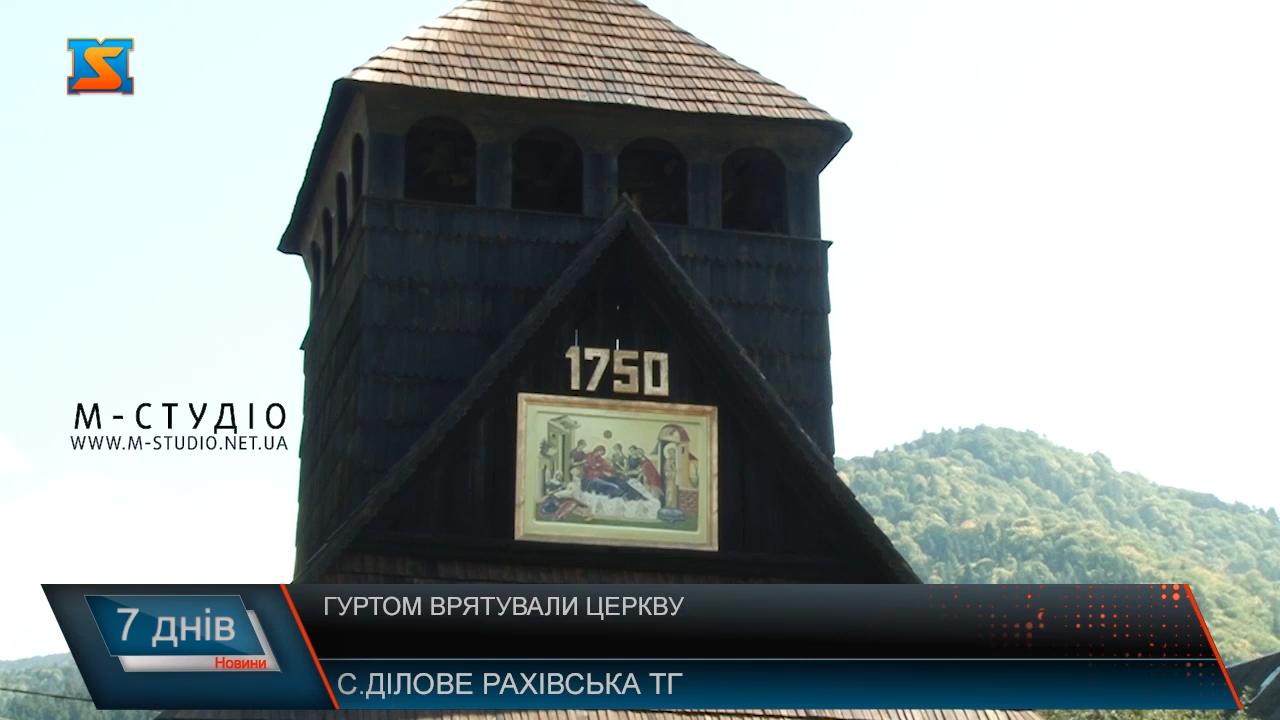 1750
М-СТУДІО
WWW.M-STUDIO.NET.UA
7 днів
Новини
ГУРТОМ ВРЯТУВАЛИ ЦЕРКВУ
С.ДІЛОВЕ РАХІВСЬКА ТГ